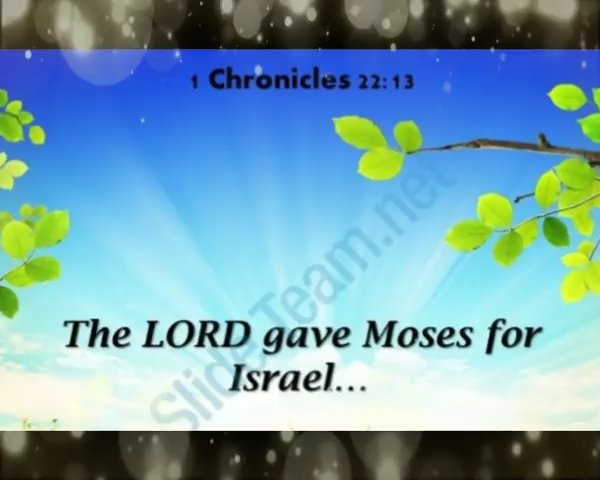 1 Chronicles 22:13
SlideTeam.net
The LORD gave Moses for
Israel...